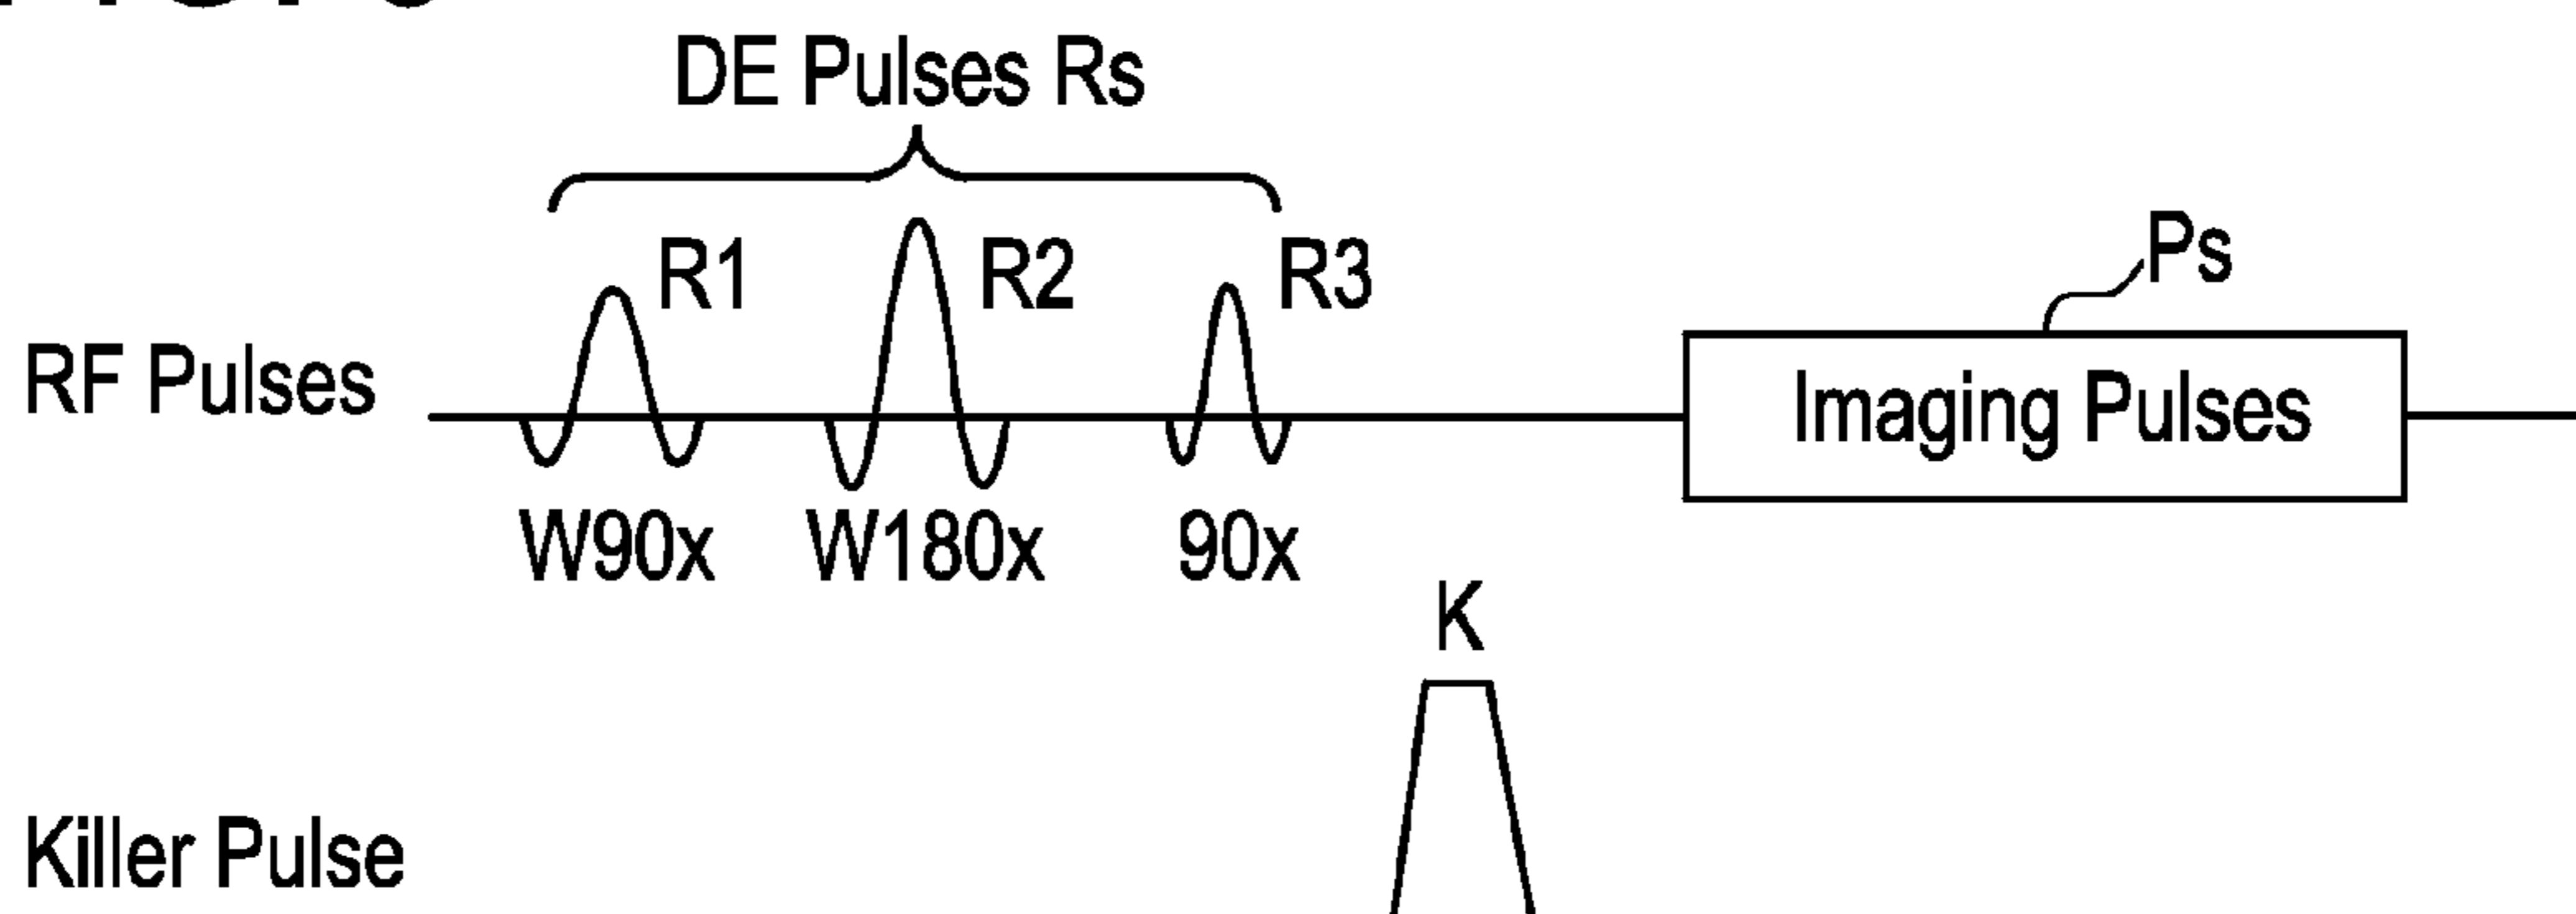 DE Pulses Rs
R1
R2
R3
Ps
RF Pulses
Imaging Pulses
W90x
W180x
90x
K
Killer Pulse